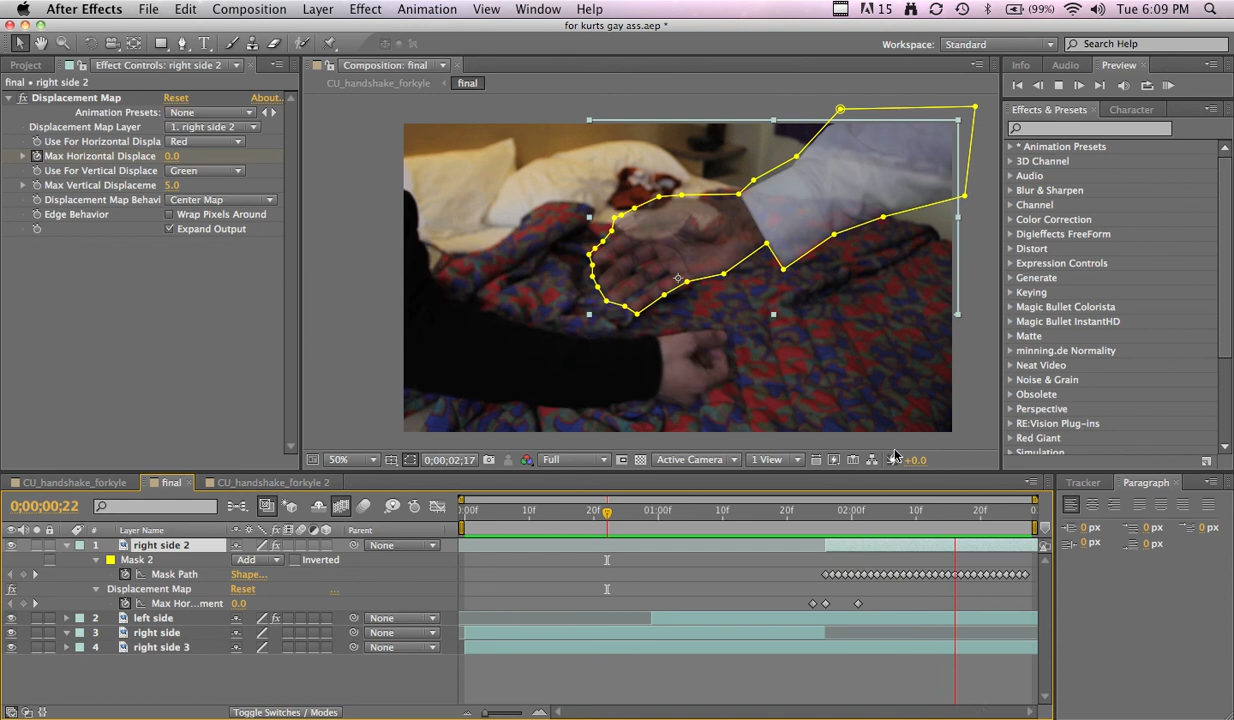 After Effects File Edit Composition Layer Effect Animation View Window Help 15 (99%) Tue 6:09 PM
for kurts gay ass.aep *
Workspace: Standard Search Help
Project Effect Controls: right side 2 Composition: final Info Audio Preview
final • right side 2 CU_handshake_forkyle final
fx Displacement Map Reset About...
Animation Presets: None
Displacement Map Layer 1. right side 2
Use For Horizontal Displa Red
Max Horizontal Displace 0.0
Use For Vertical Displace Green
Max Vertical Displaceme 5.0
Displacement Map Behavi Center Map
Edge Behavior Wrap Pixels Around
Expand Output
Effects & Presets Character
* Animation Presets
3D Channel
Audio
Blur & Sharpen
Channel
Color Correction
Digieffects FreeForm
Distort
Expression Controls
Generate
Keying
Magic Bullet Colorista
Magic Bullet InstantHD
Matte
minning.de Normality
Neat Video
Noise & Grain
Obsolete
Perspective
RE:Vision Plug-ins
Red Giant
Simulation
50% 0;00;02;17 Full Active Camera 1 View +0.0
CU_handshake_forkyle final CU_handshake_forkyle 2 Tracker Paragraph
0;00;00;22
:00f 10f 20f 01:00f 10f 20f 02:00f 10f 20f
# Layer Name Parent
1 right side 2 None
Mask 2 Add Inverted
Mask Path Shape...
Displacement Map Reset ...
Max Hor...ment 0.0
2 left side None
3 right side None
4 right side 3 None
Toggle Switches / Modes
0 px 0 px 0 px
0 px 0 px